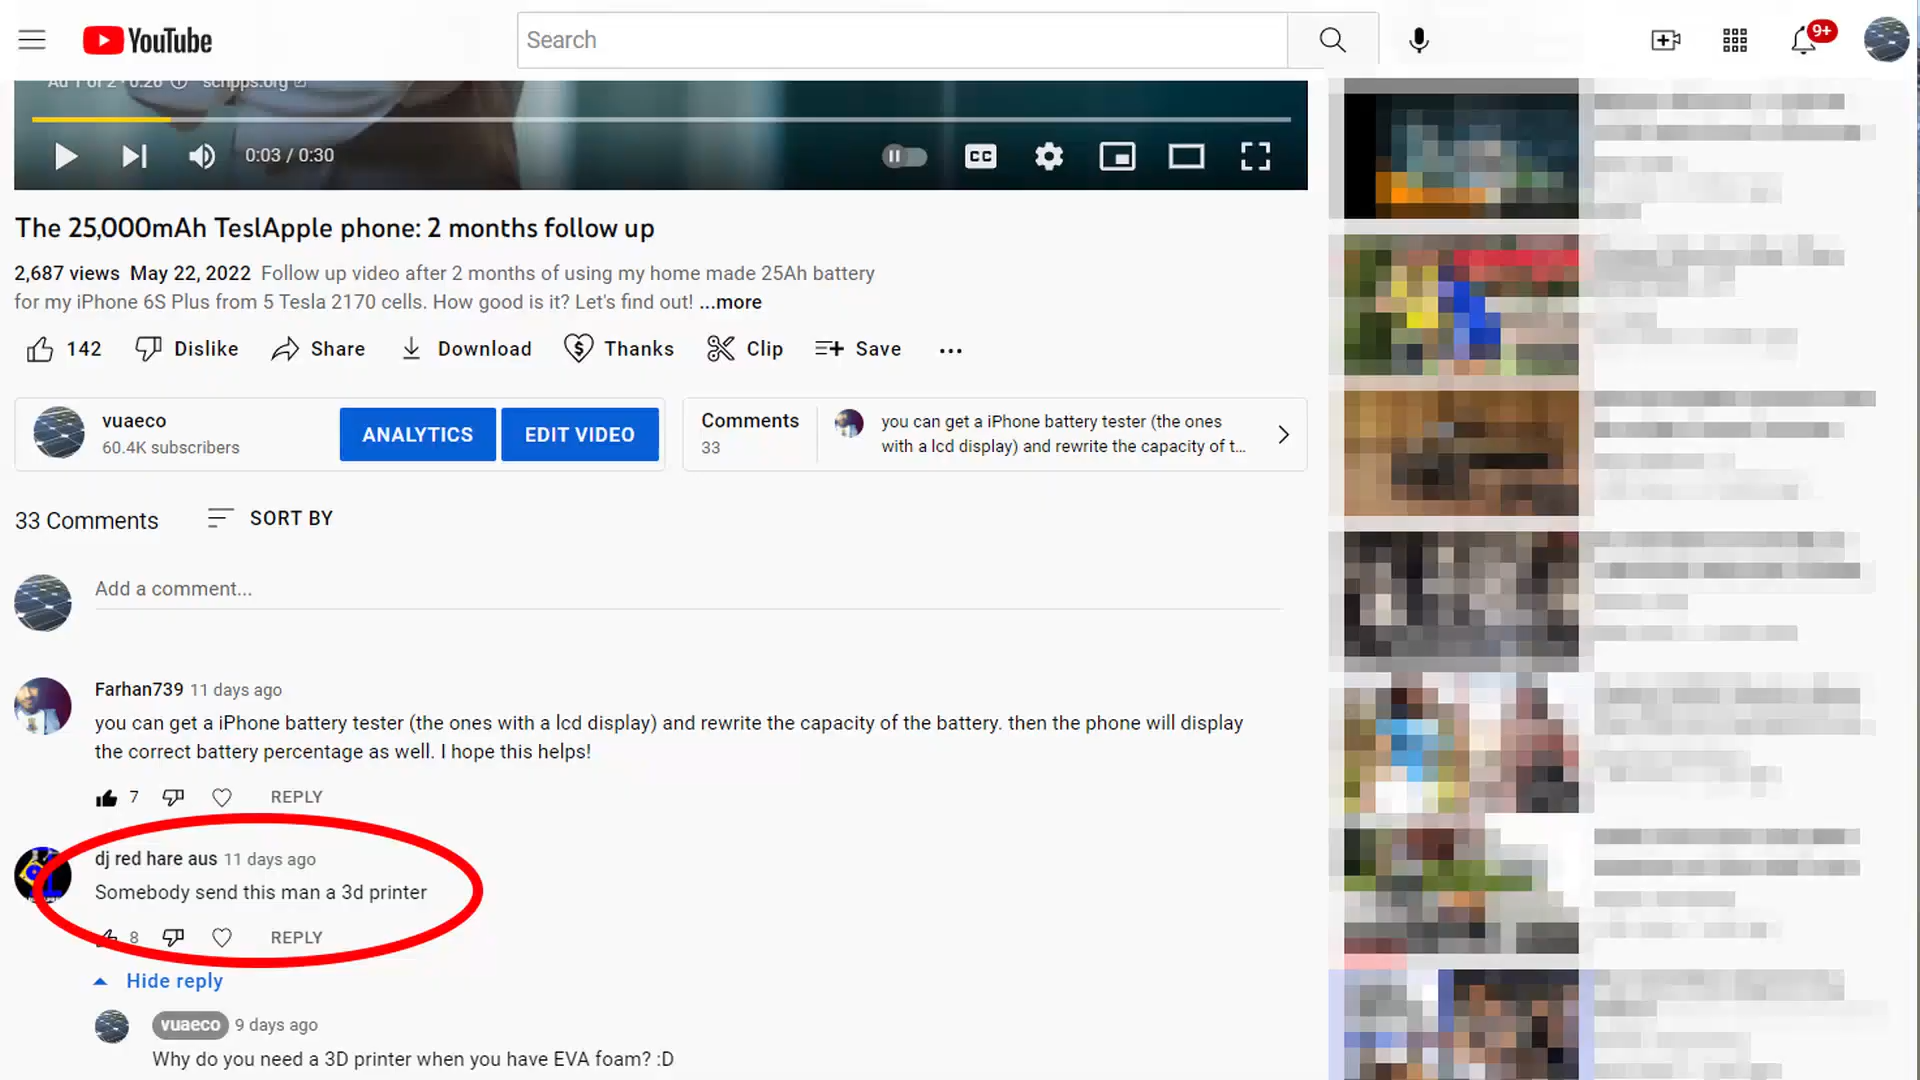 YouTube
Search
9+
Ad 1 of 2 · 0:26 scripps.org
0:03 / 0:30
CC
The 25,000mAh TeslApple phone: 2 months follow up
2,687 views May 22, 2022 Follow up video after 2 months of using my home made 25Ah battery
for my iPhone 6S Plus from 5 Tesla 2170 cells. How good is it? Let's find out! ...more
142 Dislike Share Download Thanks Clip Save
vuaeco
60.4K subscribers
ANALYTICS
EDIT VIDEO
Comments
33
you can get a iPhone battery tester (the ones
with a lcd display) and rewrite the capacity of t...
33 Comments SORT BY
Add a comment...
Farhan739 11 days ago
you can get a iPhone battery tester (the ones with a lcd display) and rewrite the capacity of the battery. then the phone will display
the correct battery percentage as well. I hope this helps!
7 REPLY
dj red hare aus 11 days ago
Somebody send this man a 3d printer
8 REPLY
Hide reply
vuaeco 9 days ago
Why do you need a 3D printer when you have EVA foam? :D